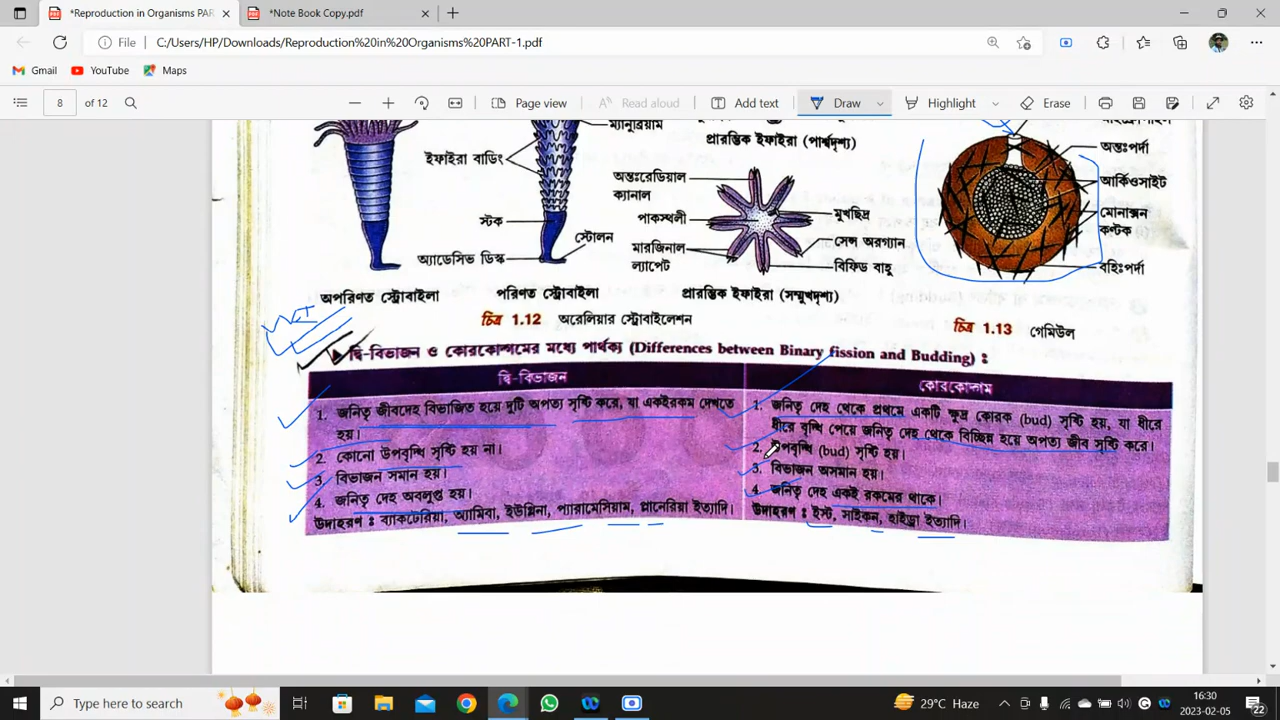 *Reproduction in Organisms PAR
*Note Book Copy.pdf
File
C:/Users/HP/Downloads/Reproduction%20in%20Organisms%20PART-1.pdf
Gmail
YouTube
Maps
8 of 12
Page view
Read aloud
Add text
Draw
Highlight
Erase
ম্যানুব্রিয়াম
ইফাইরা বাডিং
স্টক
স্টোলন
অ্যাডেসিভ ডিস্ক
প্রারম্ভিক ইফাইরা (পার্শ্বদৃশ্য)
অন্তঃরেডিয়াল
ক্যানাল
পাকস্থলী
মারজিনাল
ল্যাপেট
মুখছিদ্র
সেন্স অরগ্যান
বিফিড বাহু
অন্তঃপর্দা
আর্কিওসাইট
মোনাক্সন
কণ্টক
বহিঃপর্দা
অপরিণত স্ট্রোবাইলা
পরিণত স্ট্রোবাইলা
প্রারম্ভিক ইফাইরা (সম্মুখদৃশ্য)
চিত্র 1.12 অরেলিয়ার স্ট্রোবাইলেশন
চিত্র 1.13 গেমিউল
▶ দ্বি-বিভাজন ও কোরকোদ্গমের মধ্যে পার্থক্য (Differences between Binary fission and Budding) :
দ্বি-বিভাজন
1. জনিতৃ জীবদেহ বিভাজিত হয়ে দুটি অপত্য সৃষ্টি করে, যা একইরকম দেখতে
হয়।
2. কোনো উপবৃদ্ধি সৃষ্টি হয় না।
3. বিভাজন সমান হয়।
4. জনিতৃ দেহ অবলুপ্ত হয়।
উদাহরণ : ব্যাকটেরিয়া, অ্যামিবা, ইউগ্লিনা, প্যারামেসিয়াম, প্লানেরিয়া ইত্যাদি।
কোরকোদ্গম
1. জনিতৃ দেহ থেকে প্রথমে একটি ক্ষুদ্র কোরক (bud) সৃষ্টি হয়, যা ধীরে
ধীরে বৃদ্ধি পেয়ে জনিতৃ দেহ থেকে বিচ্ছিন্ন হয়ে অপত্য জীব সৃষ্টি করে।
2. উপবৃদ্ধি (bud) সৃষ্টি হয়।
3. বিভাজন অসমান হয়।
4. জনিতৃ দেহ একই রকমের থাকে।
উদাহরণ : ইস্ট, সাইকন, হাইড্রা ইত্যাদি।
Type here to search
29°C Haze
ENG
16:30
2023-02-05
22